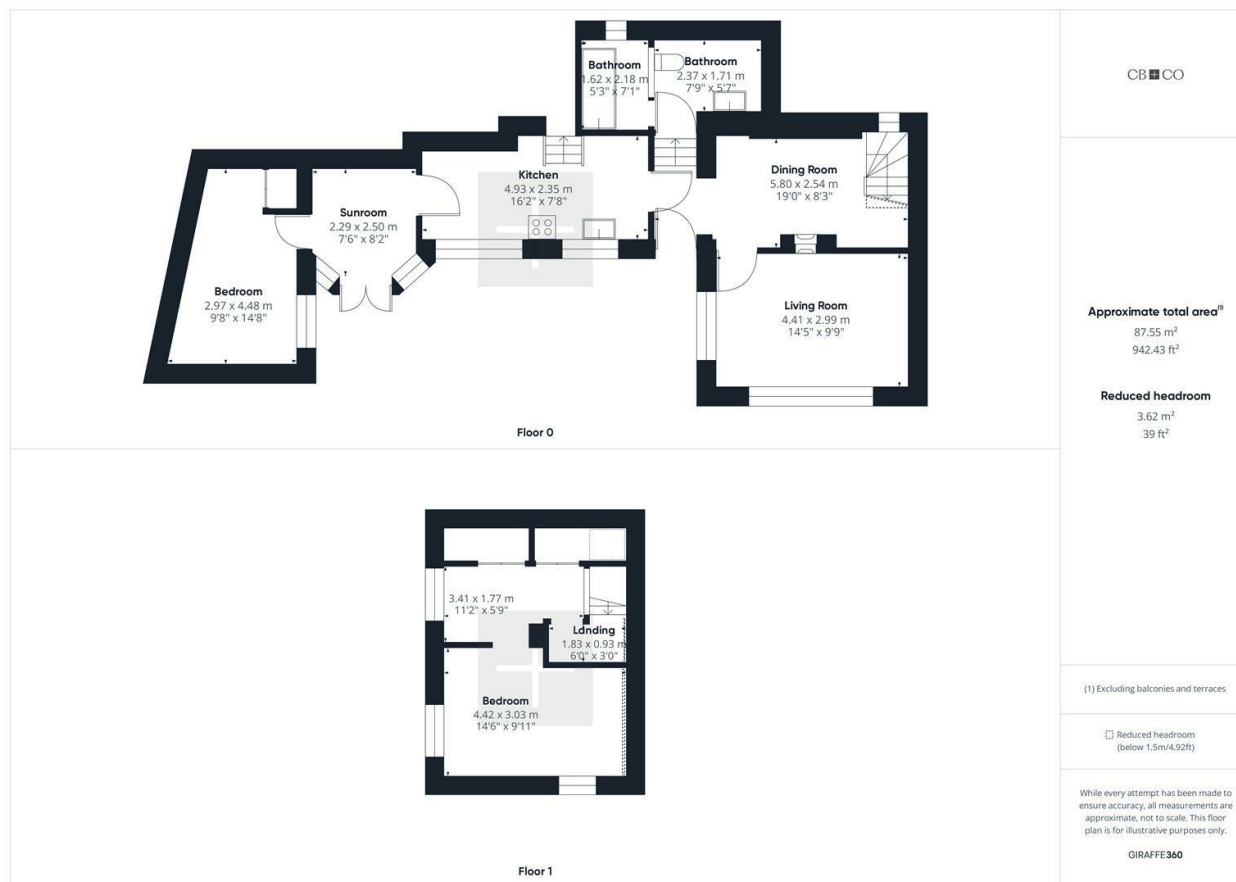 Bathroom
1.62 x 2.18 m
5'3" x 7'1"
Bathroom
2.37 x 1.71 m
7'9" x 5'7"
Kitchen
4.93 x 2.35 m
16'2" x 7'8"
Dining Room
5.80 x 2.54 m
19'0" x 8'3"
Sunroom
2.29 x 2.50 m
7'6" x 8'2"
Bedroom
2.97 x 4.48 m
9'8" x 14'8"
Living Room
4.41 x 2.99 m
14'5" x 9'9"
Floor 0
3.41 x 1.77 m
11'2" x 5'9"
Landing
1.83 x 0.93 m
6'0" x 3'0"
Bedroom
4.42 x 3.03 m
14'6" x 9'11"
Floor 1
CB CO
Approximate total area⁽¹⁾
87.55 m²
942.43 ft²
Reduced headroom
3.62 m²
39 ft²
(1) Excluding balconies and terraces
Reduced headroom
(below 1.5m/4.92ft)
While every attempt has been made to
ensure accuracy, all measurements are
approximate, not to scale. This floor
plan is for illustrative purposes only.
GIRAFFE360